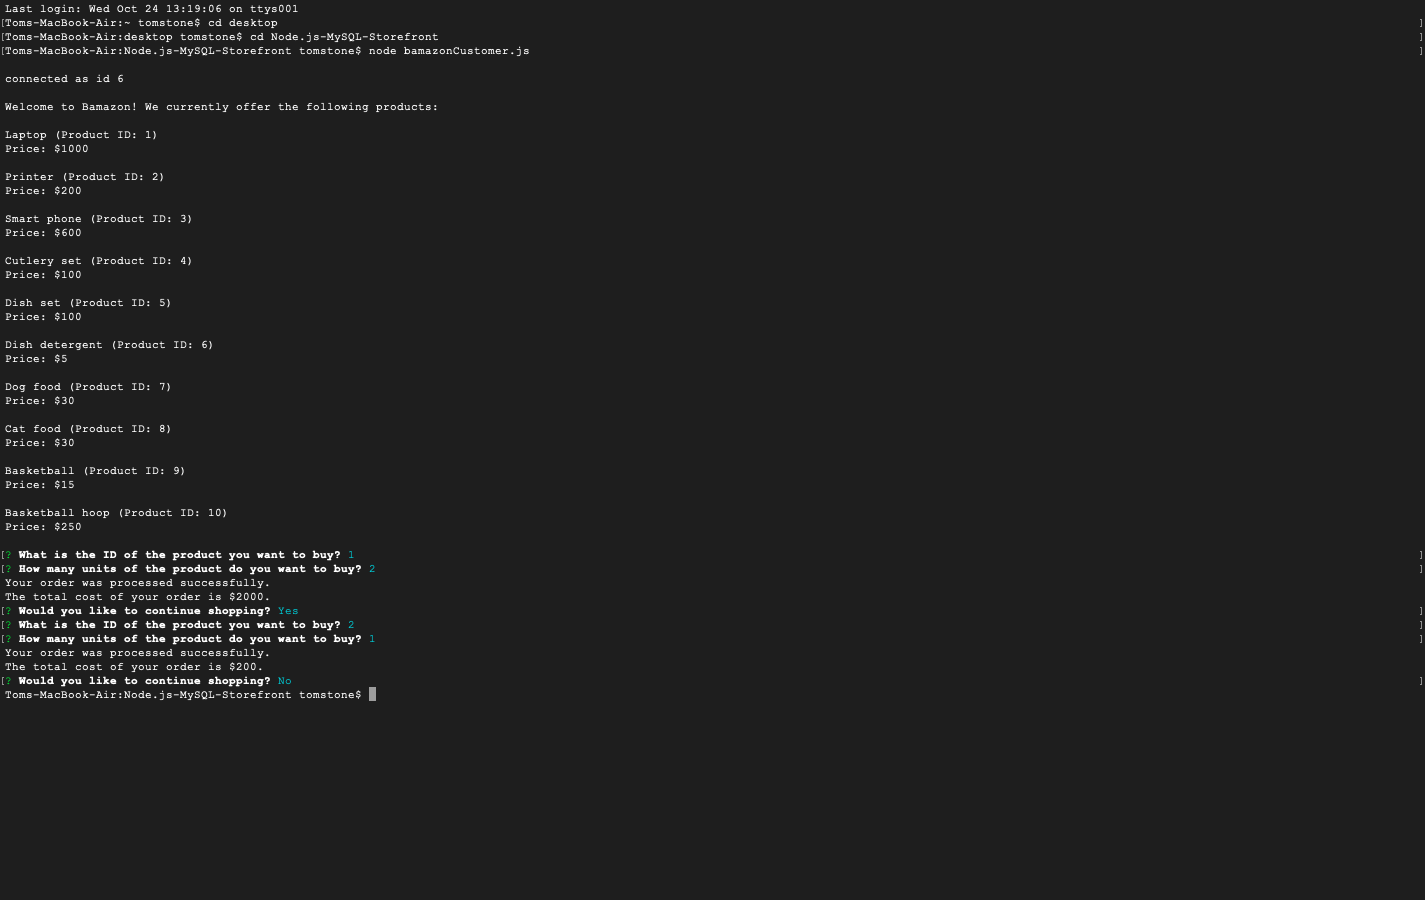 Last login: Wed Oct 24 13:19:06 on ttys001
[Toms-MacBook-Air:~ tomstone$ cd desktop ]
[Toms-MacBook-Air:desktop tomstone$ cd Node.js-MySQL-Storefront ]
[Toms-MacBook-Air:Node.js-MySQL-Storefront tomstone$ node bamazonCustomer.js ]
connected as id 6
Welcome to Bamazon! We currently offer the following products:
Laptop (Product ID: 1)
Price: $1000
Printer (Product ID: 2)
Price: $200
Smart phone (Product ID: 3)
Price: $600
Cutlery set (Product ID: 4)
Price: $100
Dish set (Product ID: 5)
Price: $100
Dish detergent (Product ID: 6)
Price: $5
Dog food (Product ID: 7)
Price: $30
Cat food (Product ID: 8)
Price: $30
Basketball (Product ID: 9)
Price: $15
Basketball hoop (Product ID: 10)
Price: $250
[? What is the ID of the product you want to buy? 1 ]
[? How many units of the product do you want to buy? 2 ]
Your order was processed successfully.
The total cost of your order is $2000.
[? Would you like to continue shopping? Yes ]
[? What is the ID of the product you want to buy? 2 ]
[? How many units of the product do you want to buy? 1 ]
Your order was processed successfully.
The total cost of your order is $200.
[? Would you like to continue shopping? No ]
Toms-MacBook-Air:Node.js-MySQL-Storefront tomstone$